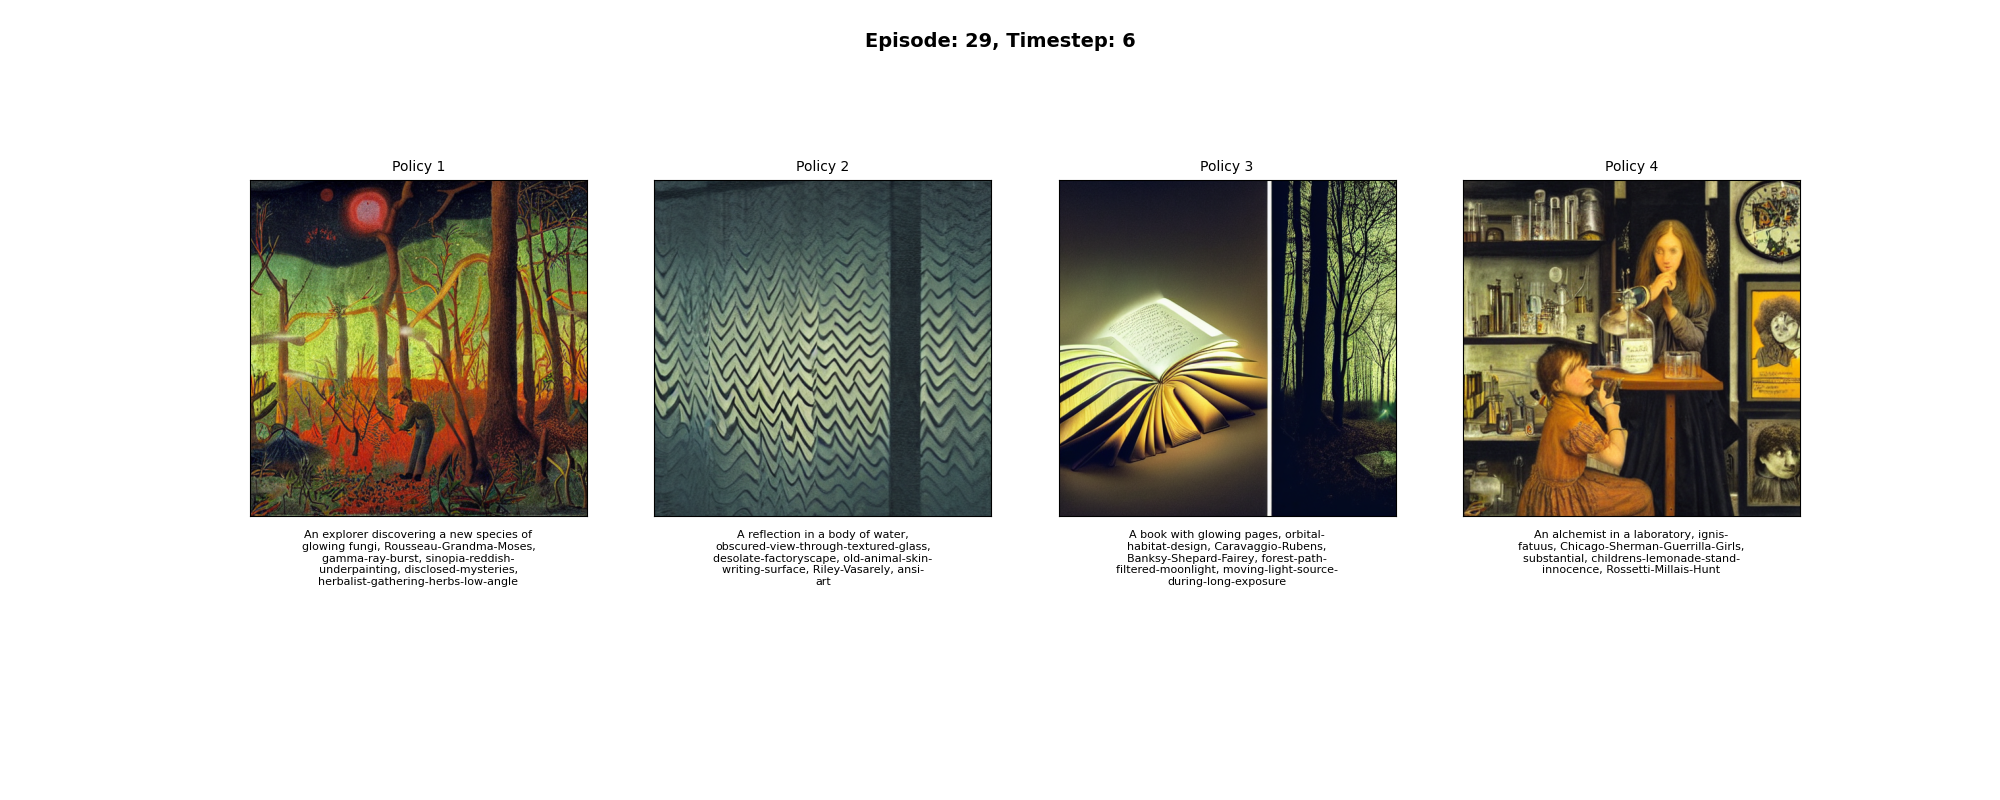 Episode: 29, Timestep: 6
Policy 1
An explorer discovering a new species of
glowing fungi, Rousseau-Grandma-Moses,
gamma-ray-burst, sinopia-reddish-
underpainting, disclosed-mysteries,
herbalist-gathering-herbs-low-angle
Policy 2
A reflection in a body of water,
obscured-view-through-textured-glass,
desolate-factoryscape, old-animal-skin-
writing-surface, Riley-Vasarely, ansi-
art
Policy 3
A book with glowing pages, orbital-
habitat-design, Caravaggio-Rubens,
Banksy-Shepard-Fairey, forest-path-
filtered-moonlight, moving-light-source-
during-long-exposure
Policy 4
An alchemist in a laboratory, ignis-
fatuus, Chicago-Sherman-Guerrilla-Girls,
substantial, childrens-lemonade-stand-
innocence, Rossetti-Millais-Hunt